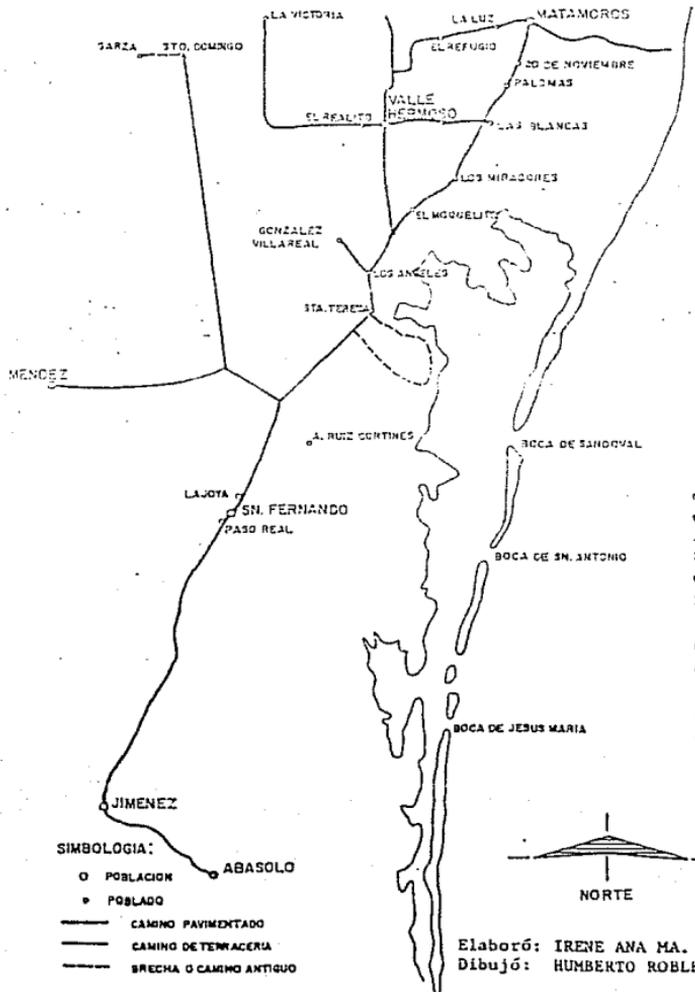 LA VICTORIA
LA LUZ
MATAMOROS
GARZA
STO. DOMINGO
EL REFUGIO
20 DE NOVIEMBRE
PALOMAS
VALLE
HERMOSO
EL REALITO
LAS BLANCAS
LOS MIRADORES
EL MOQUELITO
GONZALEZ
VILLAREAL
LOS ANGELES
STA. TERESA
MENDEZ
A. RUIZ CORTINES
BOCA DE SANDOVAL
LAJOYA
SN. FERNANDO
PASO REAL
BOCA DE SN. ANTONIO
BOCA DE JESUS MARIA
JIMENEZ
ABASOLO
SIMBOLOGIA:
POBLACION
POBLADO
CAMINO PAVIMENTADO
CAMINO DE TERRACERIA
BRECHA O CAMINO ANTIGUO
NORTE
Elaboró: IRENE ANA MA.
Dibujó: HUMBERTO ROBLE